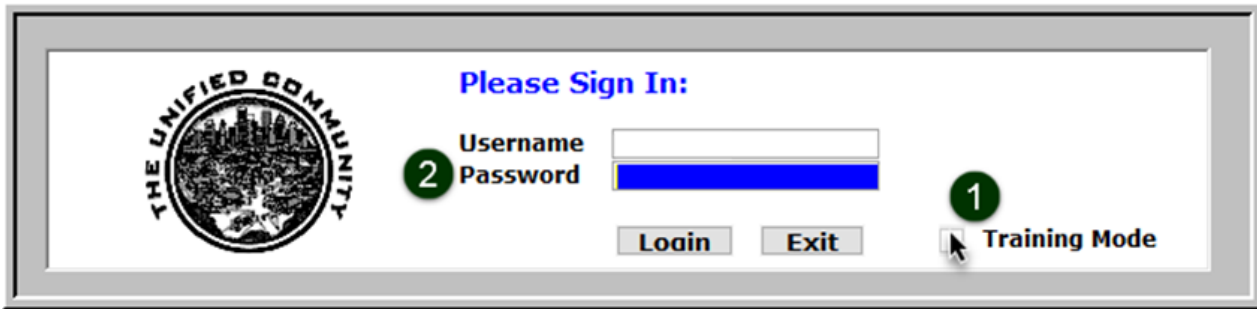 THE UNIFIED COMMUNITY
Please Sign In:
Username
2 Password
1
Login Exit Training Mode